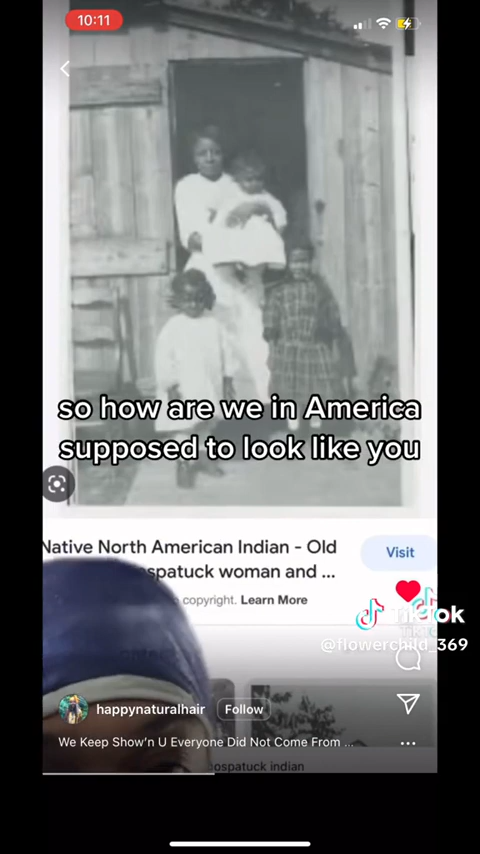 10:11
so how are we in America
supposed to look like you
Native North American Indian - Old
spatuck woman and ...
Visit
copyright. Learn More
TikTok
@flowerchild_369
happynaturalhair
Follow
We Keep Show'n U Everyone Did Not Come From ...
ospatuck indian